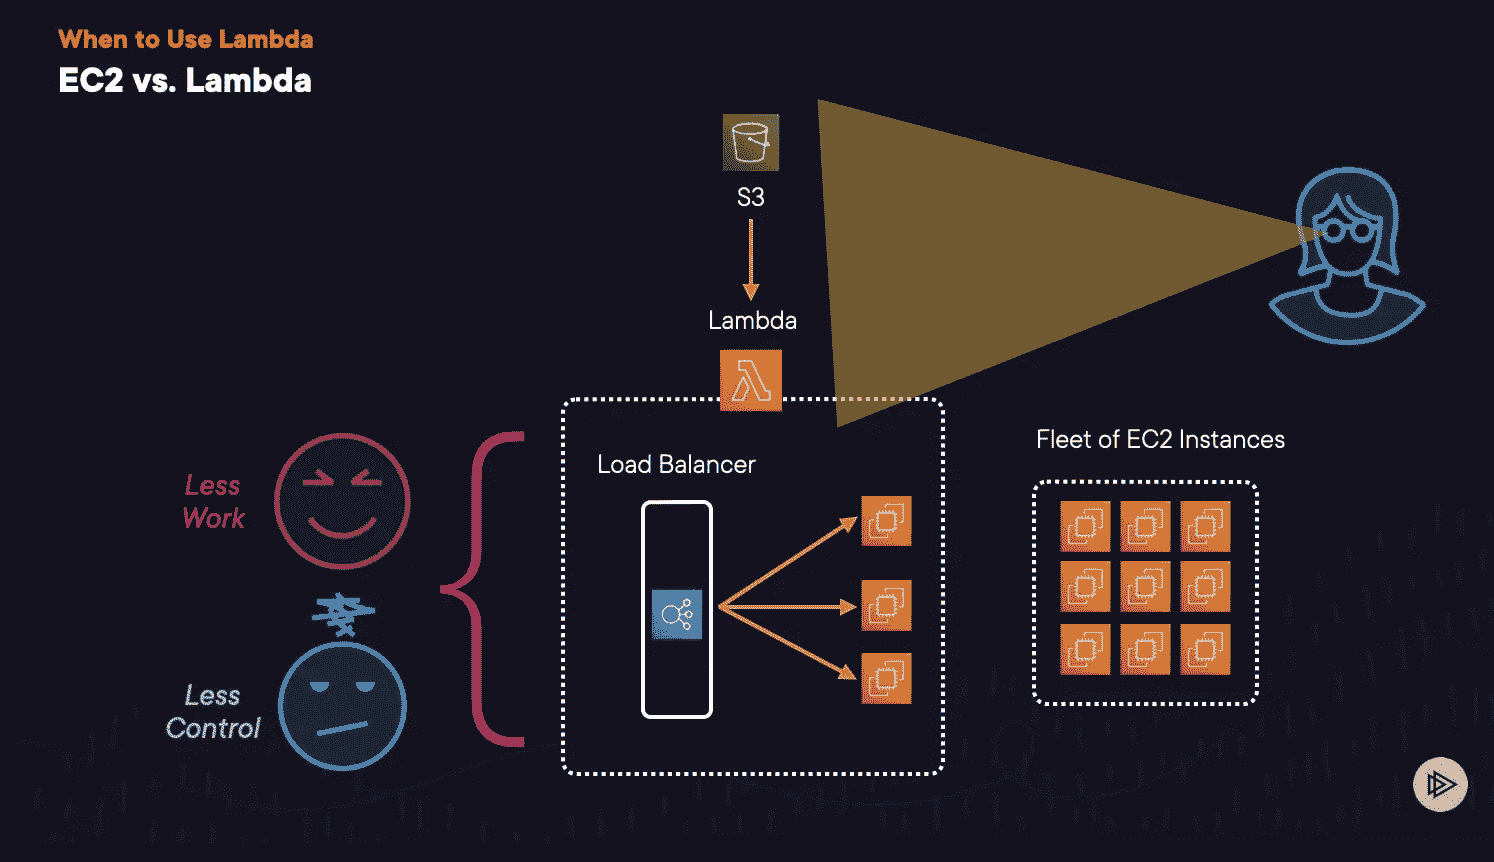 When to Use Lambda
EC2 vs. Lambda
S3
Lambda
Load Balancer
Fleet of EC2 Instances
Less
Work
Less
Control